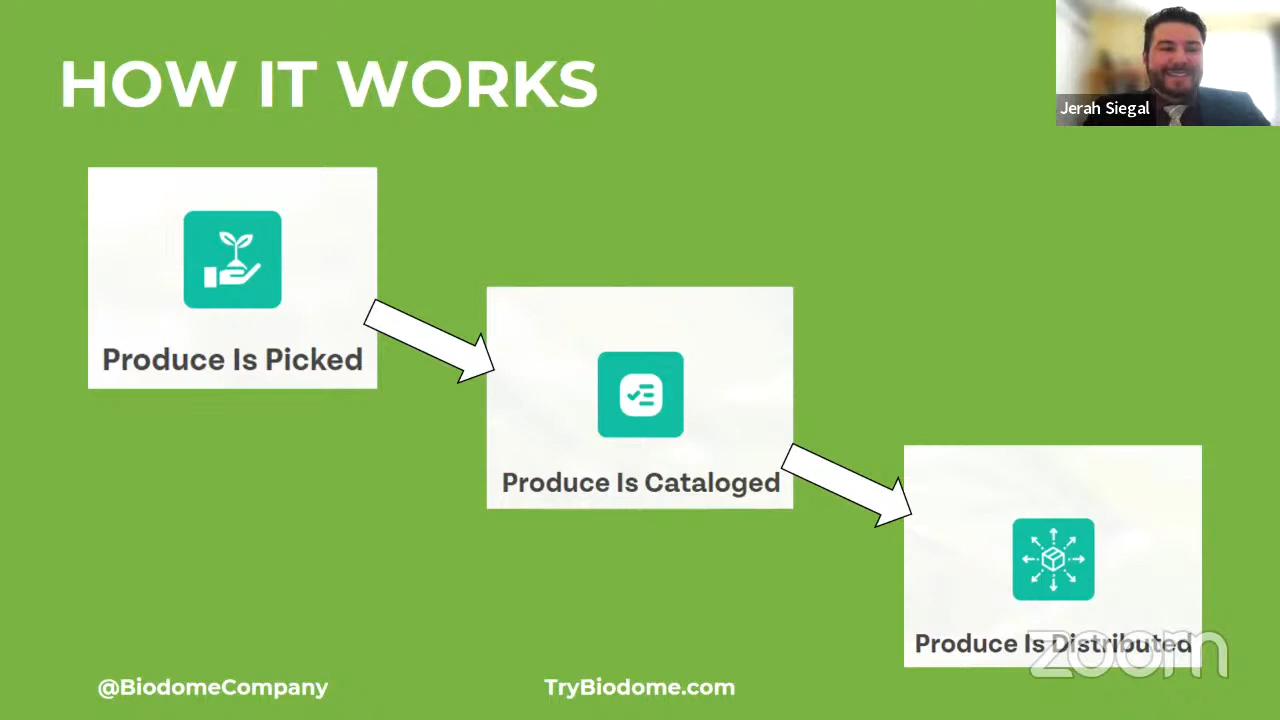 HOW IT WORKS
Jerah Siegal
Produce Is Picked
Produce Is Cataloged
Produce Is Distributed
zoom
@BiodomeCompany
TryBiodome.com